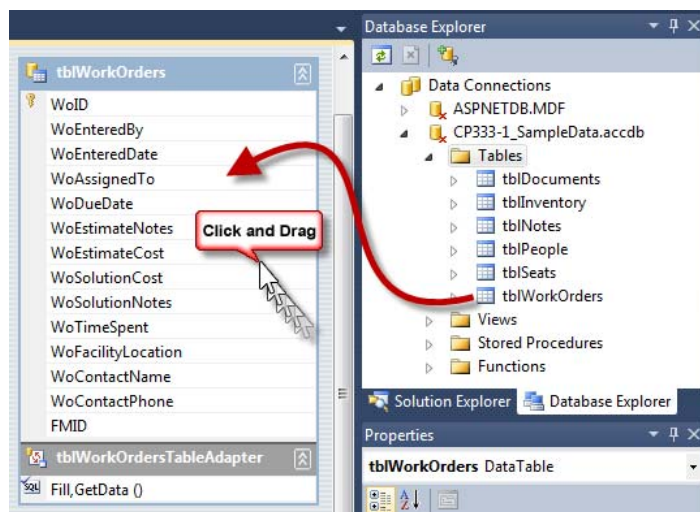 tblWorkOrders
WoID
WoEnteredBy
WoEnteredDate
WoAssignedTo
WoDueDate
WoEstimateNotes
WoEstimateCost
WoSolutionCost
WoSolutionNotes
WoTimeSpent
WoFacilityLocation
WoContactName
WoContactPhone
FMID
tblWorkOrdersTableAdapter
SQL Fill,GetData ()
Click and Drag
Database Explorer
Data Connections
ASPNETDB.MDF
CP333-1_SampleData.accdb
Tables
tblDocuments
tblInventory
tblNotes
tblPeople
tblSeats
tblWorkOrders
Views
Stored Procedures
Functions
Solution Explorer Database Explorer
Properties
tblWorkOrders DataTable